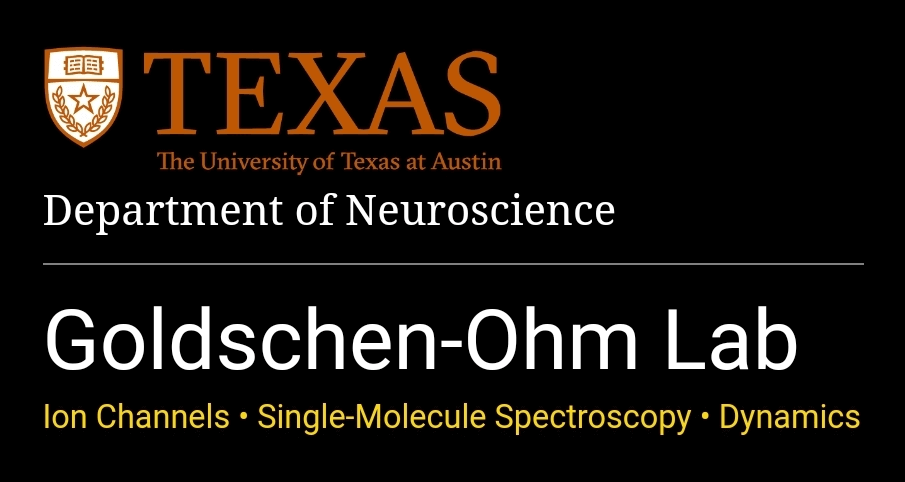 TEXAS
The University of Texas at Austin
Department of Neuroscience
Goldschen-Ohm Lab
Ion Channels • Single-Molecule Spectroscopy • Dynamics